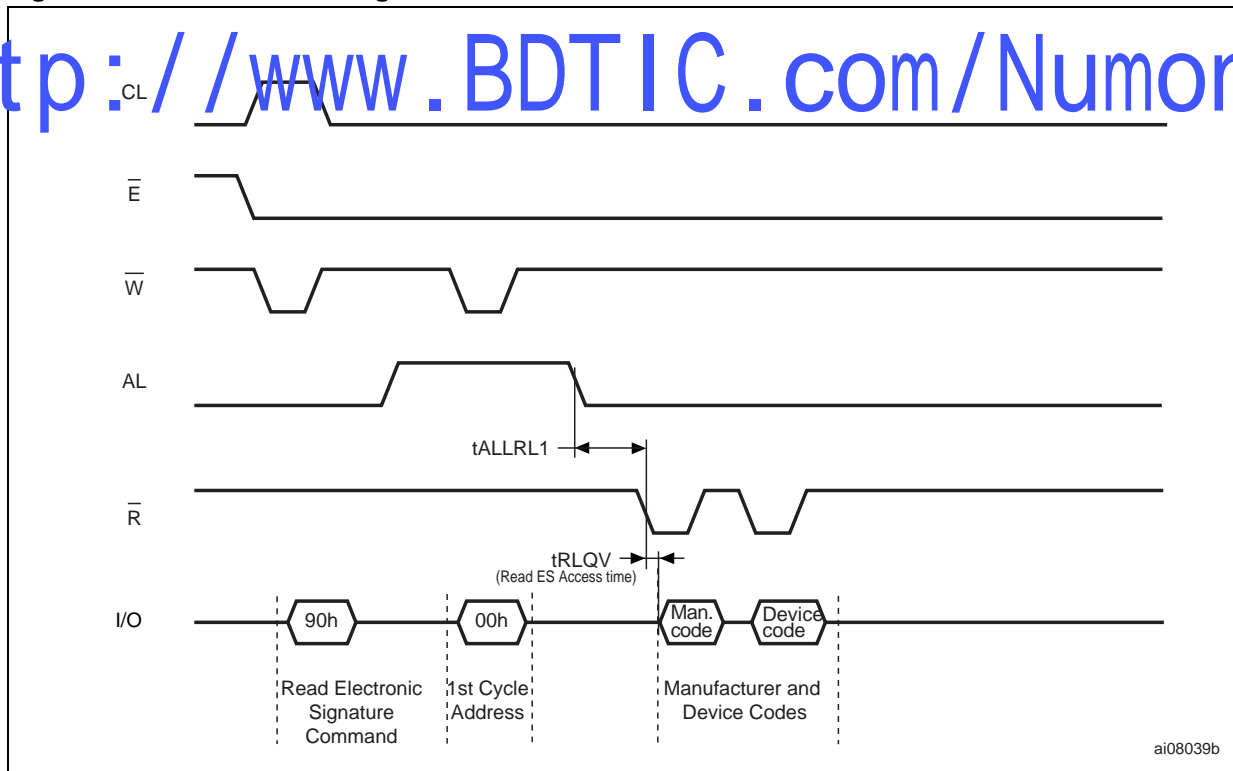 tp://www.BDTIC.com/Numon
CL
E
W
AL
tALLRL1
R
tRLQV
(Read ES Access time)
I/O
90h
00h
Man.
code
Device
code
Read Electronic
Signature
Command
1st Cycle
Address
Manufacturer and
Device Codes
ai08039b